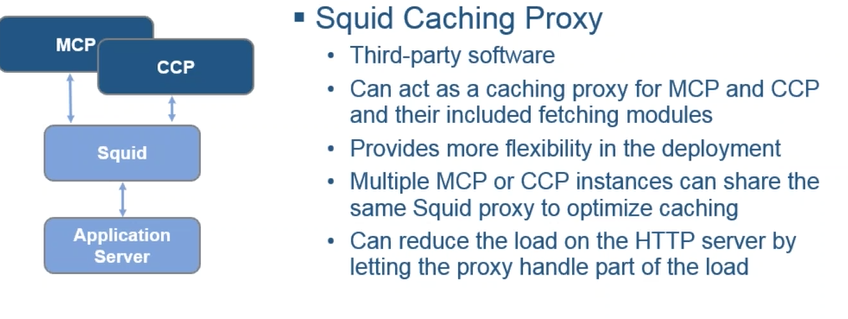 MCP
CCP
Squid
Application
Server
▪ Squid Caching Proxy
• Third-party software
• Can act as a caching proxy for MCP and CCP
and their included fetching modules
• Provides more flexibility in the deployment
• Multiple MCP or CCP instances can share the
same Squid proxy to optimize caching
• Can reduce the load on the HTTP server by
letting the proxy handle part of the load